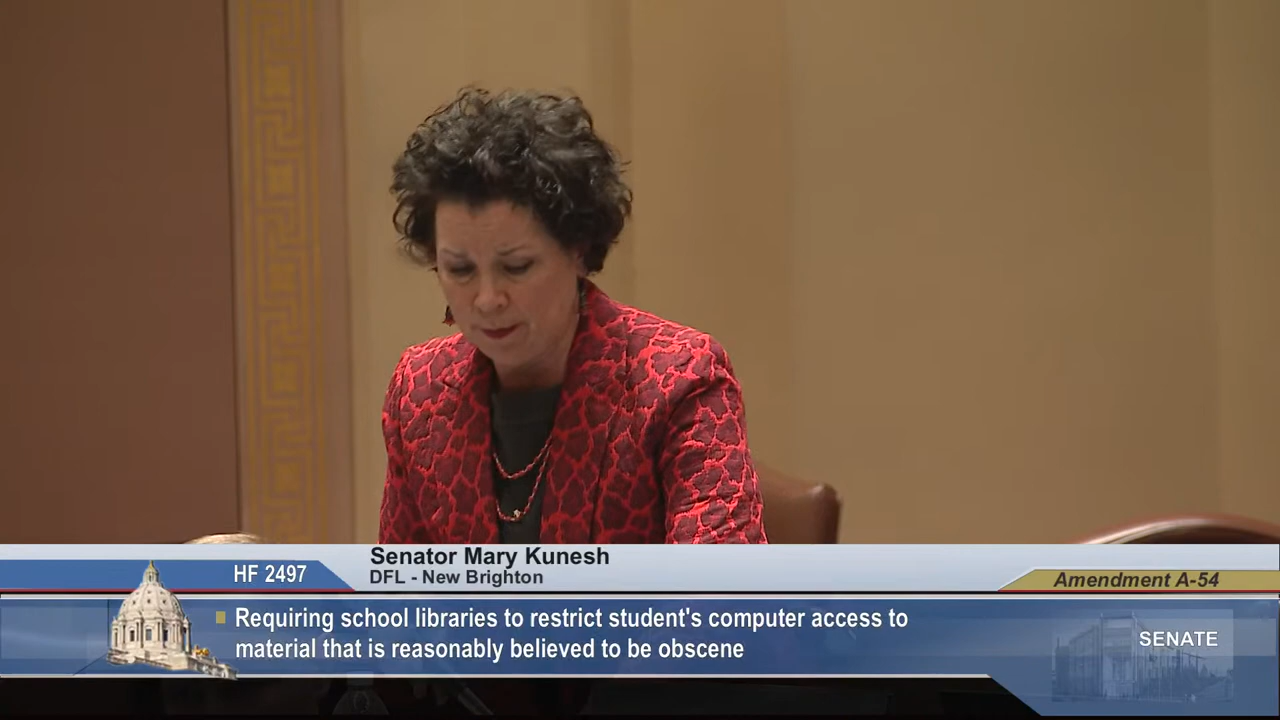 Senator Mary Kunesh
HF 2497
DFL - New Brighton
Amendment A-54
Requiring school libraries to restrict student's computer access to
material that is reasonably believed to be obscene
SENATE